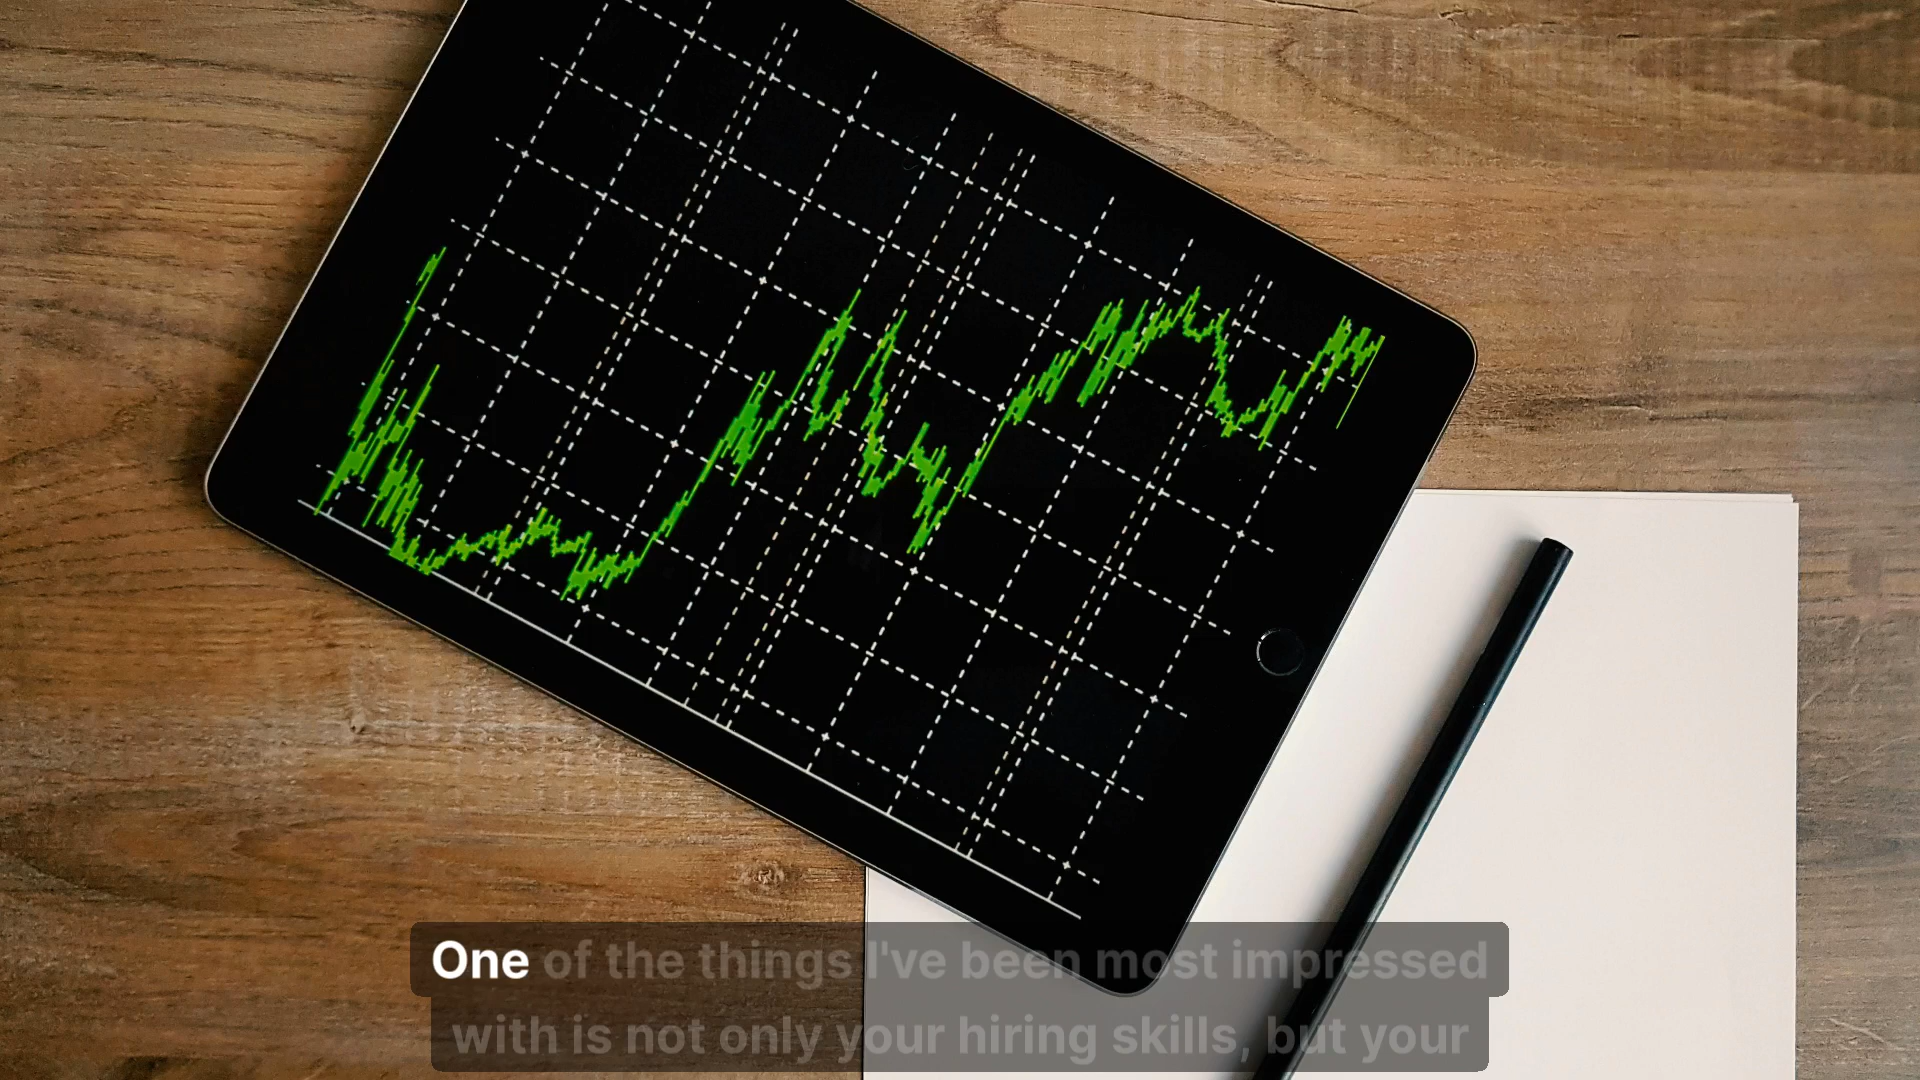 One of the things I've been most impressed
with is not only your hiring skills, but your